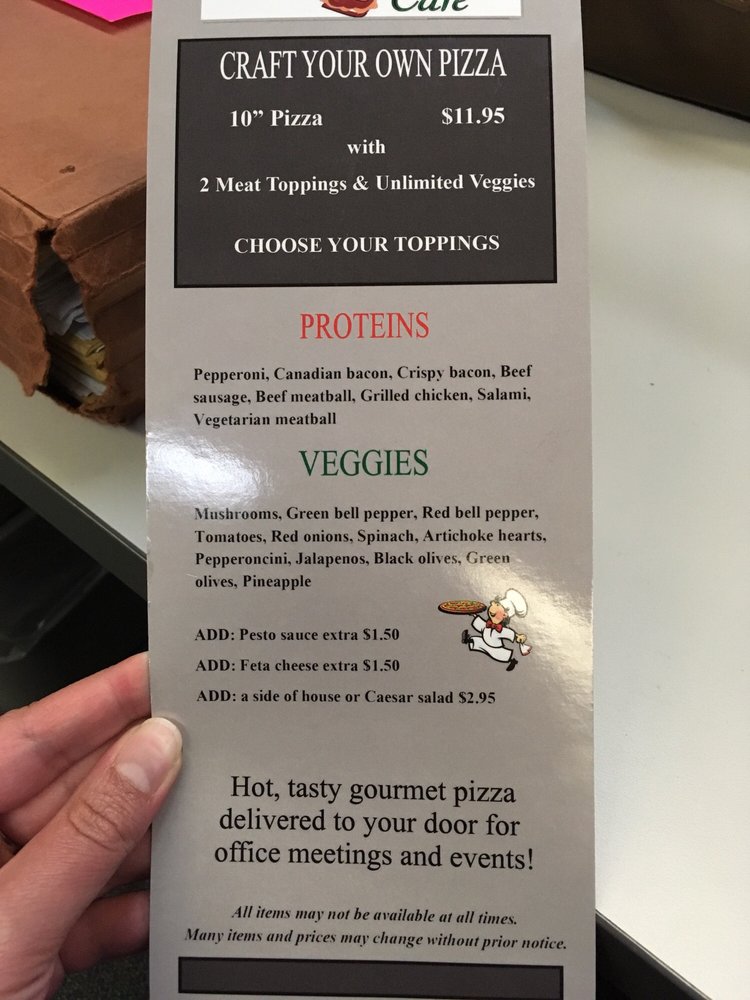 Cafe
CRAFT YOUR OWN PIZZA
10” Pizza $11.95
with
2 Meat Toppings & Unlimited Veggies
CHOOSE YOUR TOPPINGS
PROTEINS
Pepperoni, Canadian bacon, Crispy bacon, Beef
sausage, Beef meatball, Grilled chicken, Salami,
Vegetarian meatball
VEGGIES
Mushrooms, Green bell pepper, Red bell pepper,
Tomatoes, Red onions, Spinach, Artichoke hearts,
Pepperoncini, Jalapenos, Black olives, Green
olives, Pineapple
ADD: Pesto sauce extra $1.50
ADD: Feta cheese extra $1.50
ADD: a side of house or Caesar salad $2.95
Hot, tasty gourmet pizza
delivered to your door for
office meetings and events!
All items may not be available at all times.
Many items and prices may change without prior notice.